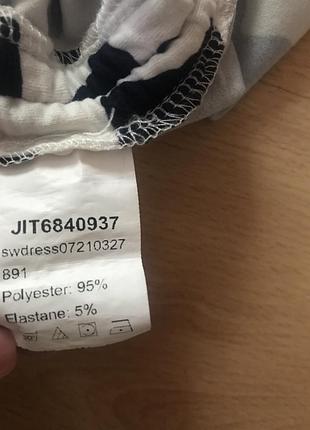 JIT6840937
swdress07210327
891
Polyester: 95%
Elastane: 5%